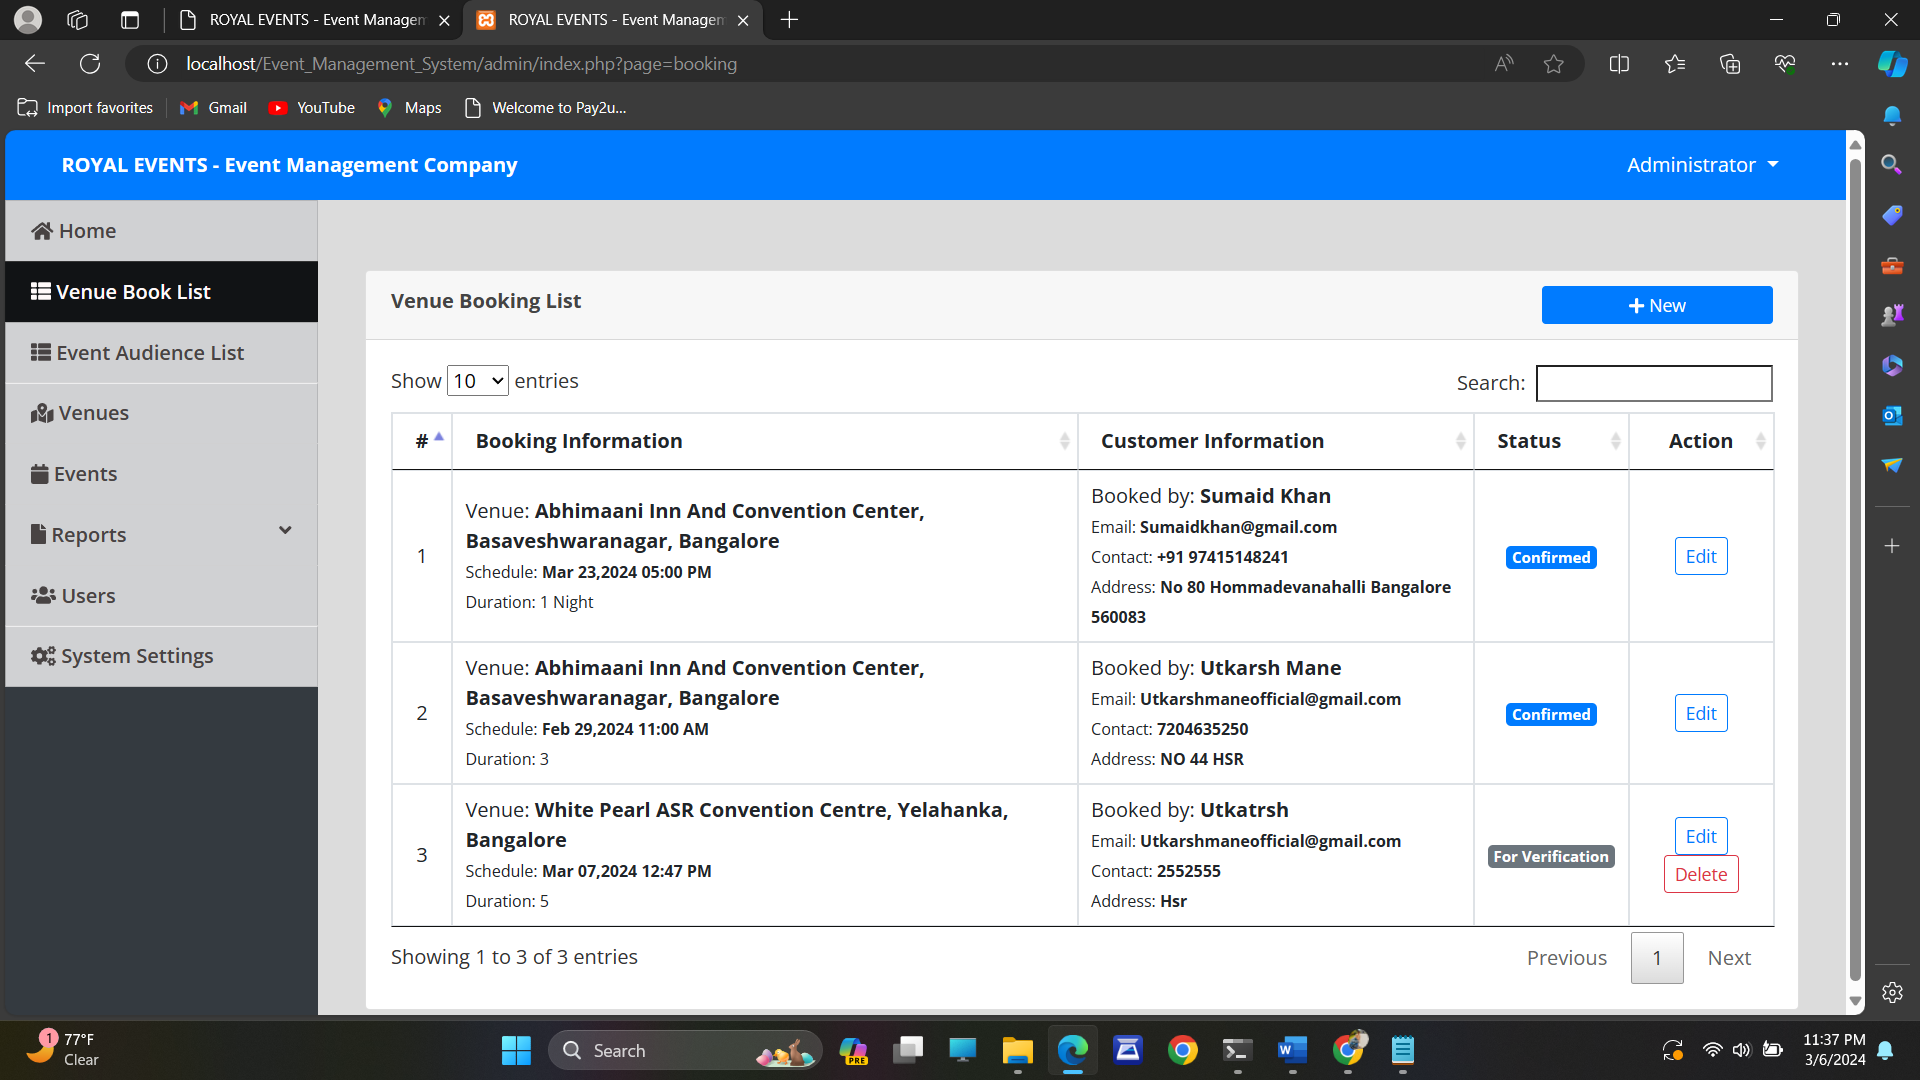 ROYAL EVENTS - Event Managem
ROYAL EVENTS - Event Managem
localhost/Event_Management_System/admin/index.php?page=booking
Import favorites
Gmail
YouTube
Maps
Welcome to Pay2u...
ROYAL EVENTS - Event Management Company
Administrator
Home
Venue Book List
Event Audience List
Venues
Events
Reports
Users
System Settings
Venue Booking List
+ New
Show 10 entries
Search:
# Booking Information Customer Information Status Action
1
Venue: Abhimaani Inn And Convention Center,
Basaveshwaranagar, Bangalore
Schedule: Mar 23,2024 05:00 PM
Duration: 1 Night
Booked by: Sumaid Khan
Email: Sumaidkhan@gmail.com
Contact: +91 97415148241
Address: No 80 Hommadevanahalli Bangalore
560083
Confirmed
Edit
2
Venue: Abhimaani Inn And Convention Center,
Basaveshwaranagar, Bangalore
Schedule: Feb 29,2024 11:00 AM
Duration: 3
Booked by: Utkarsh Mane
Email: Utkarshmaneofficial@gmail.com
Contact: 7204635250
Address: NO 44 HSR
Confirmed
Edit
3
Venue: White Pearl ASR Convention Centre, Yelahanka,
Bangalore
Schedule: Mar 07,2024 12:47 PM
Duration: 5
Booked by: Utkatrsh
Email: Utkarshmaneofficial@gmail.com
Contact: 2552555
Address: Hsr
For Verification
Edit
Delete
Showing 1 to 3 of 3 entries
Previous 1 Next
1
77°F
Clear
Search
PRE
11:37 PM
3/6/2024